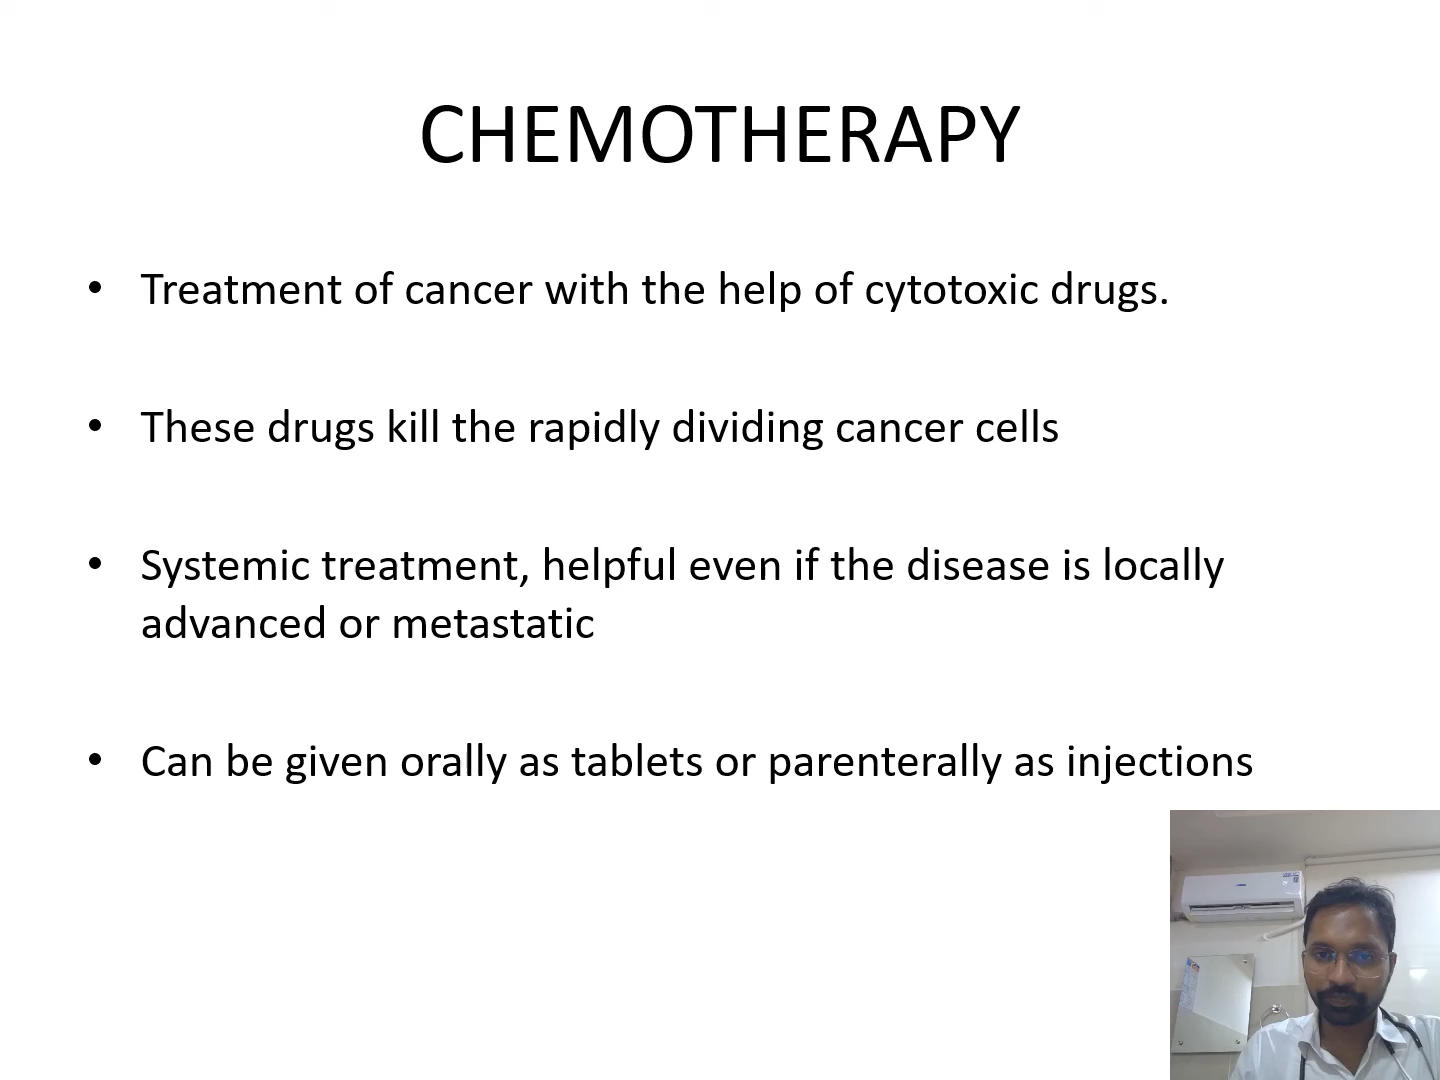 CHEMOTHERAPY
• Treatment of cancer with the help of cytotoxic drugs.
• These drugs kill the rapidly dividing cancer cells
• Systemic treatment, helpful even if the disease is locally
advanced or metastatic
• Can be given orally as tablets or parenterally as injections